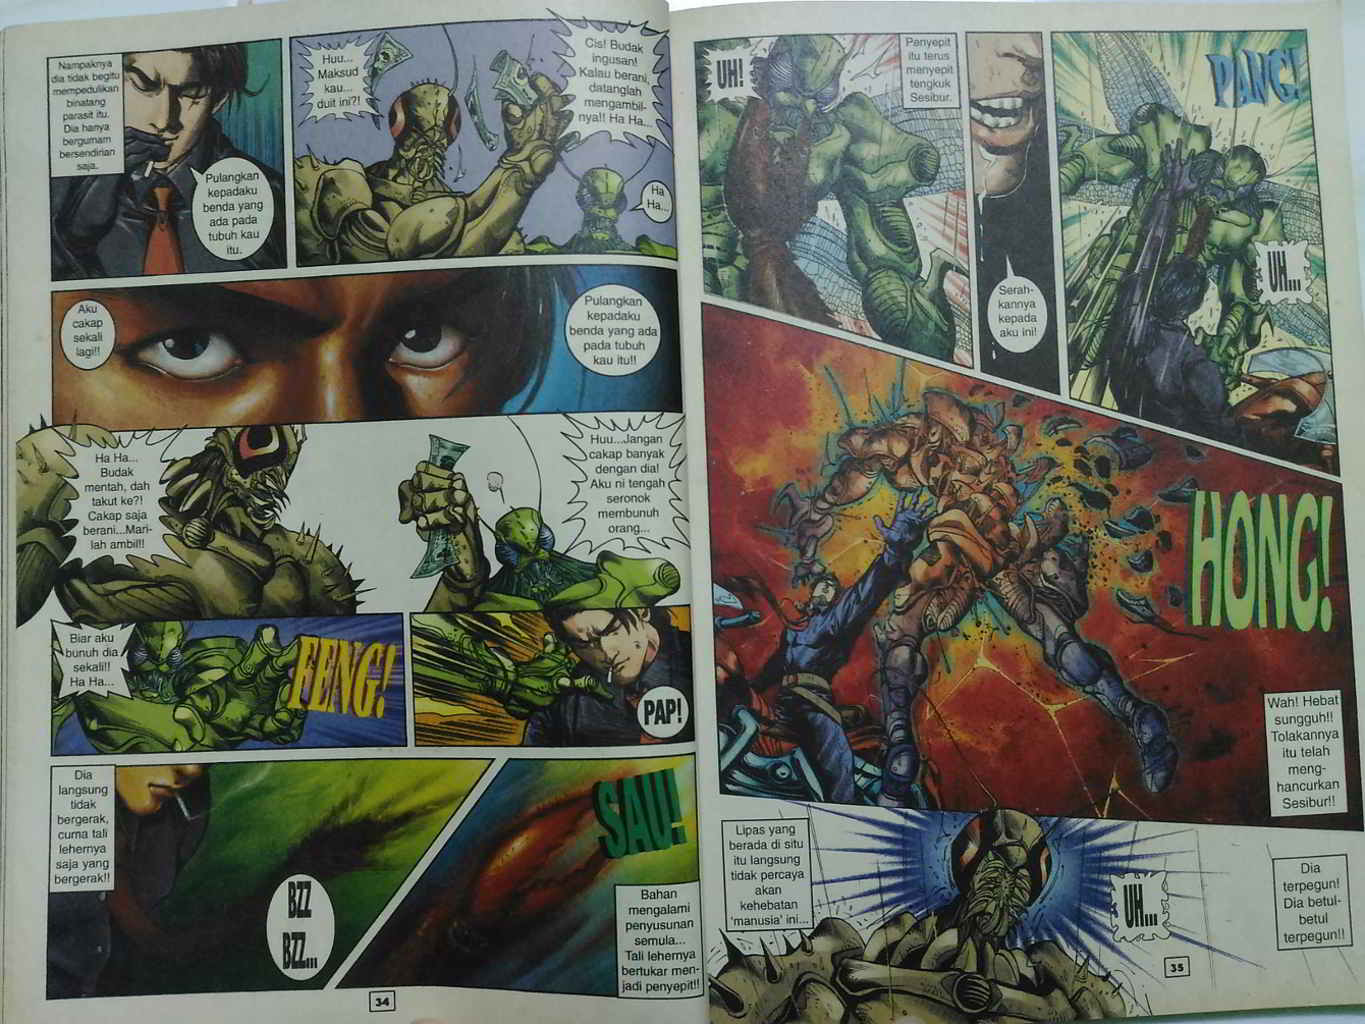 Nampaknya
dia tidak begitu
mempedulikan
binatang
parasit itu.
Dia hanya
bergumam
bersendirian
saja.
Pulangkan
kepadaku
benda yang
ada pada
tubuh kau
itu.
Huu...
Maksud
kau...
duit ini?!
Cis! Budak
ingusan!
Kalau berani,
datanglah
mengambil-
nya!! Ha Ha...
Ha
Ha...
Aku
cakap
sekali
lagi!!
Pulangkan
kepadaku
benda yang ada
pada tubuh
kau itu!!
Ha Ha...
Budak
mentah, dah
takut ke?!
Cakap saja
berani...Mari-
lah ambil!!
Huu...Jangan
cakap banyak
dengan dia!
Aku ni tengah
seronok
membunuh
orang...
Biar aku
bunuh dia
sekali!!
Ha Ha...
FENG!
PAP!
Dia
langsung
tidak
bergerak,
cuma tali
lehernya
saja yang
bergerak!!
BZZ
BZZ...
SAU!
Bahan
mengalami
penyusunan
semula...
Tali lehernya
bertukar men-
jadi penyepit!!
34
UH!
Penyepit
itu terus
menyepit
tengkuk
Sesibur.
Serah-
kannya
kepada
aku ini!
PANG!
UH...
HONG!
Wah! Hebat
sungguh!!
Tolakannya
itu telah
meng-
hancurkan
Sesibur!!
Lipas yang
berada di situ
itu langsung
tidak percaya
akan
kehebatan
'manusia' ini...
UH...
Dia
terpegun!
Dia betul-
betul
terpegun!!
35